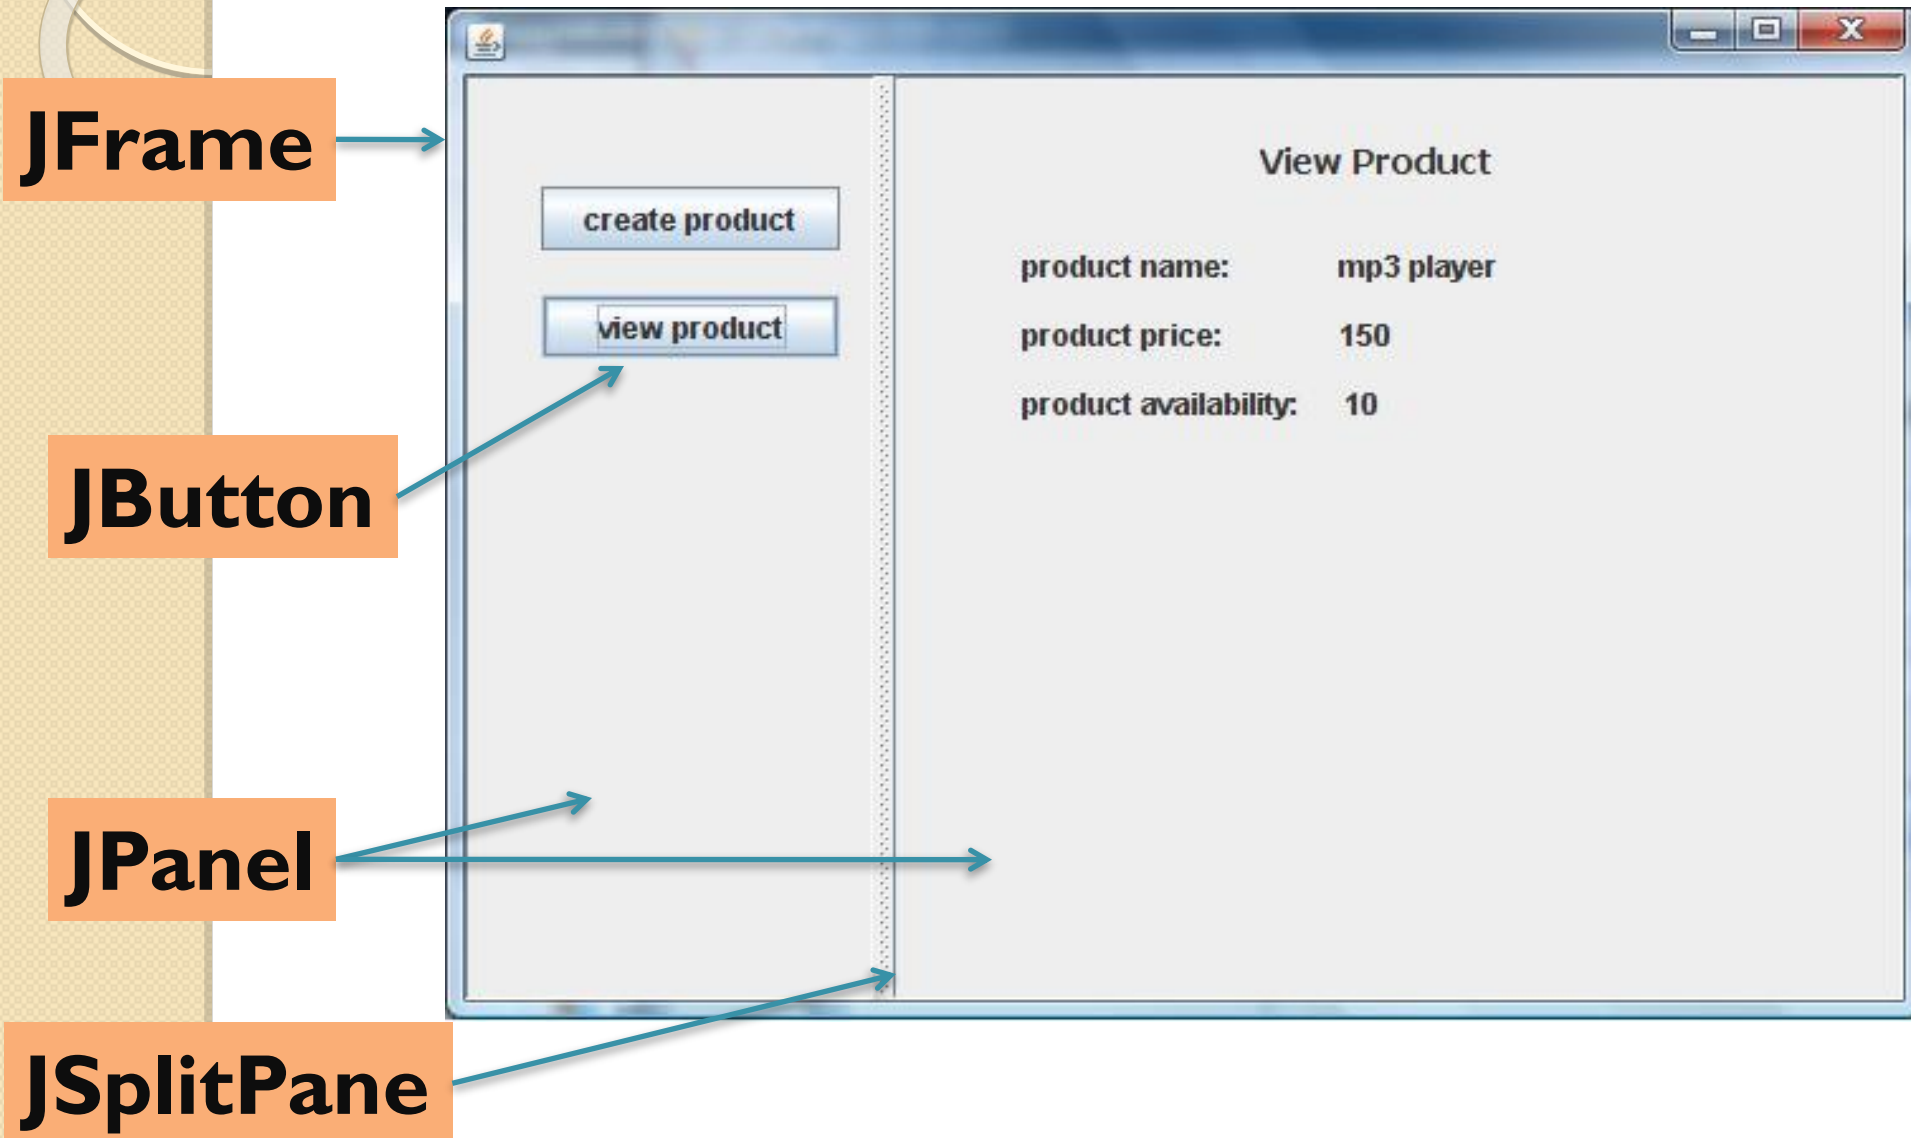 JFrame
View Product
create product
product name: mp3 player
view product
product price: 150
product availability: 10
JButton
JPanel
JSplitPane